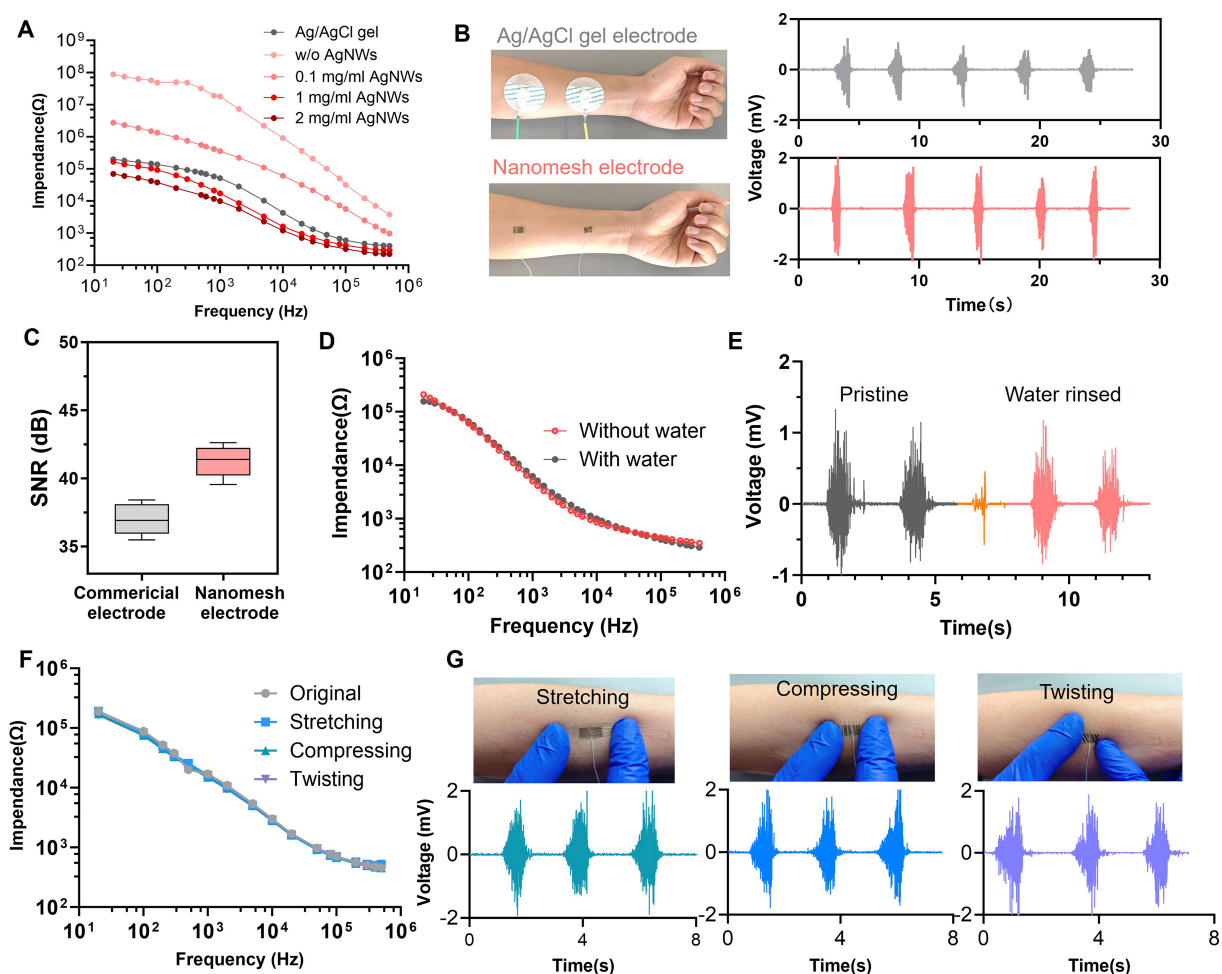 A
Impendance(Ω)
10⁹
10⁸
10⁷
10⁶
10⁵
10⁴
10³
10²
10¹
10²
10³
10⁴
10⁵
10⁶
Frequency (Hz)
Ag/AgCl gel
w/o AgNWs
0.1 mg/ml AgNWs
1 mg/ml AgNWs
2 mg/ml AgNWs
B
Ag/AgCl gel electrode
Nanomesh electrode
Voltage (mV)
2
0
-2
0
10
20
30
2
0
-2
0
10
20
30
Time(s)
C
SNR (dB)
50
45
40
35
Commericial
electrode
Nanomesh
electrode
D
Impendance(Ω)
10⁶
10⁵
10⁴
10³
10²
10¹
10²
10³
10⁴
10⁵
10⁶
Frequency (Hz)
Without water
With water
E
Voltage (mV)
2
1
0
-1
0
5
10
Time(s)
Pristine
Water rinsed
F
Impendance(Ω)
10⁶
10⁵
10⁴
10³
10²
10¹
10²
10³
10⁴
10⁵
10⁶
Frequency (Hz)
Original
Stretching
Compressing
Twisting
G
Stretching
Compressing
Twisting
Voltage (mV)
2
0
-2
0
4
8
Time(s)
2
0
-2
0
4
8
Time(s)
2
0
-2
0
4
8
Time(s)